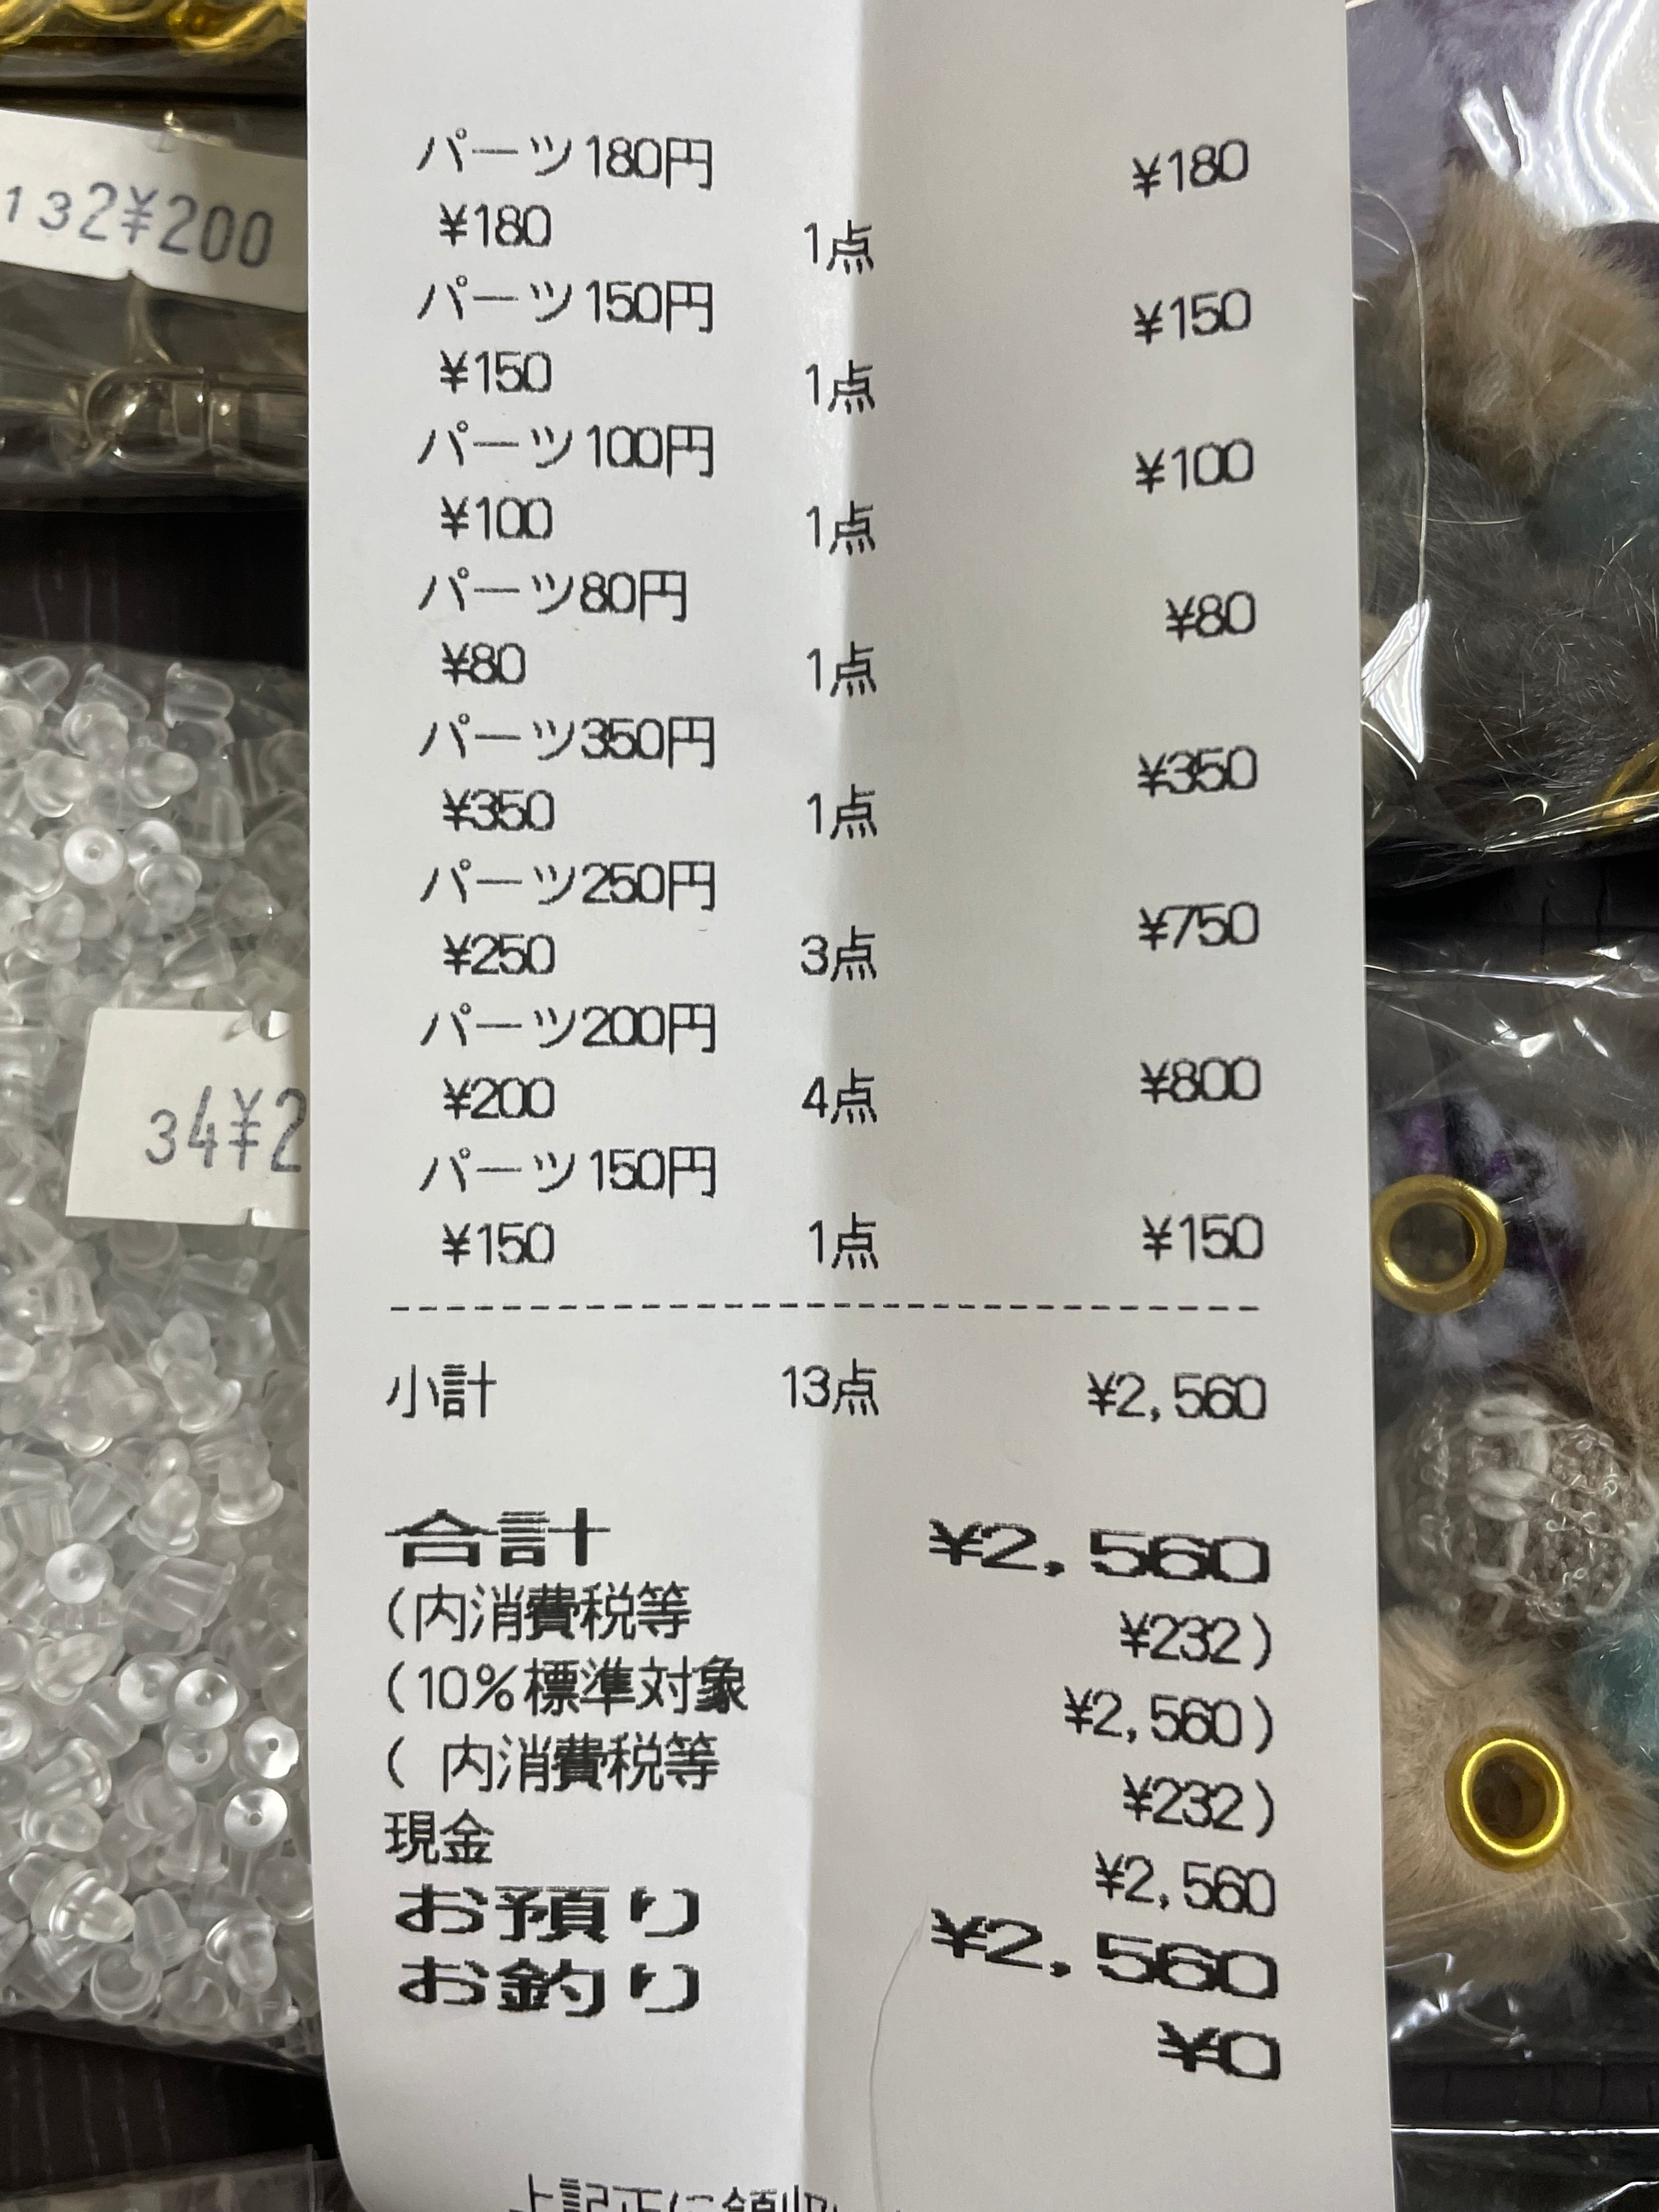 132¥200
34¥2
パーツ180円 ¥180
¥180 1点
パーツ150円 ¥150
¥150 1点
パーツ100円 ¥100
¥100 1点
パーツ80円 ¥80
¥80 1点
パーツ350円 ¥350
¥350 1点
パーツ250円 ¥750
¥250 3点
パーツ200円 ¥800
¥200 4点
パーツ150円
¥150 1点 ¥150
小計 13点 ¥2,560
合計 ¥2,560
(内消費税等 ¥232)
(10%標準対象 ¥2,560)
( 内消費税等 ¥232)
現金 ¥2,560
お預り ¥2,560
お釣り ¥0
上記正に領収